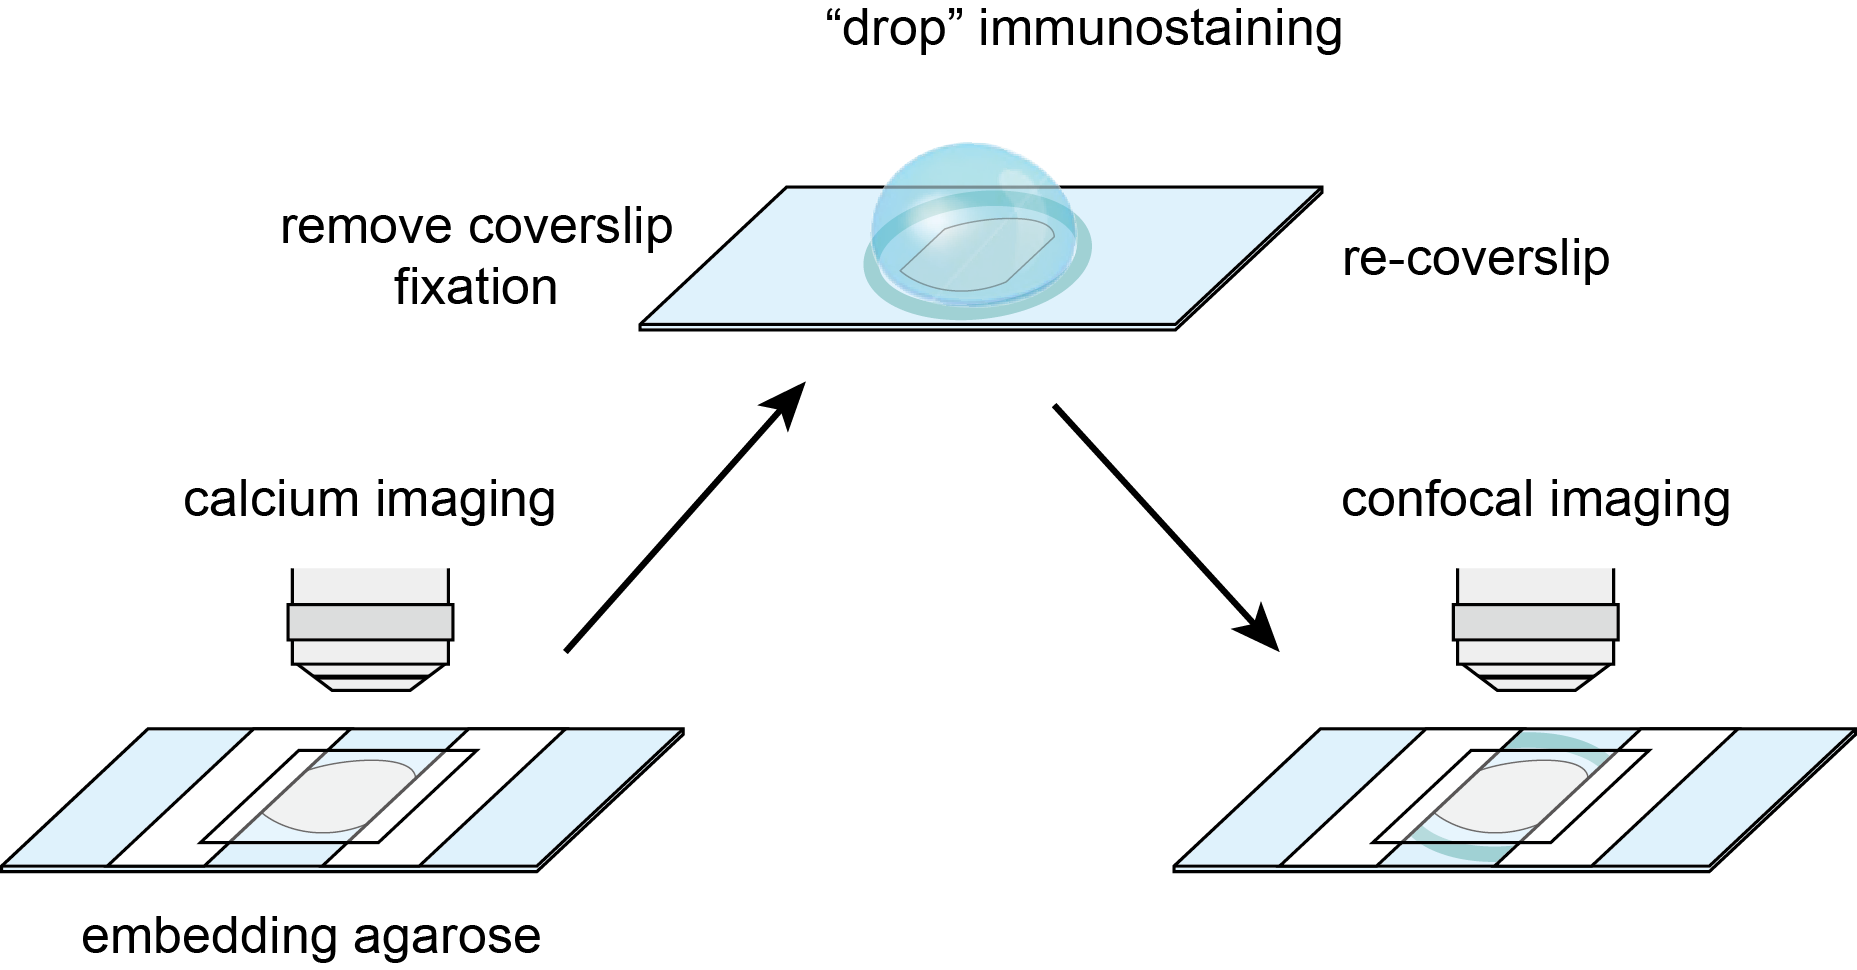 “drop” immunostaining
remove coverslip
fixation
re-coverslip
calcium imaging
confocal imaging
embedding agarose